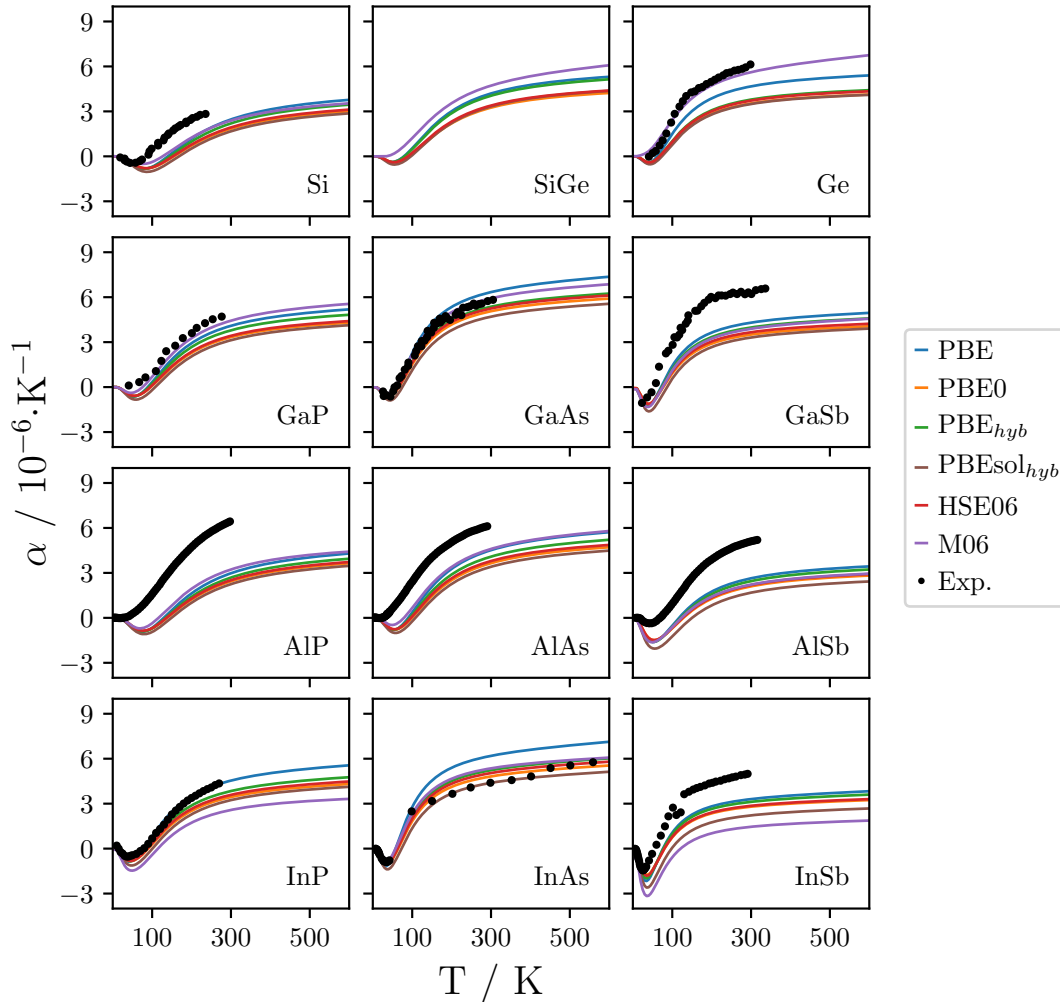 9
6
3
0
−3
Si
SiGe
Ge
9
6
3
0
−3
GaP
GaAs
GaSb
9
6
3
0
−3
AlP
AlAs
AlSb
9
6
3
0
−3
InP
InAs
InSb
100 300 500
100 300 500
100 300 500
α / 10⁻⁶·K⁻¹
T / K
PBE
PBE0
PBE_hyb
PBEsol_hyb
HSE06
M06
Exp.